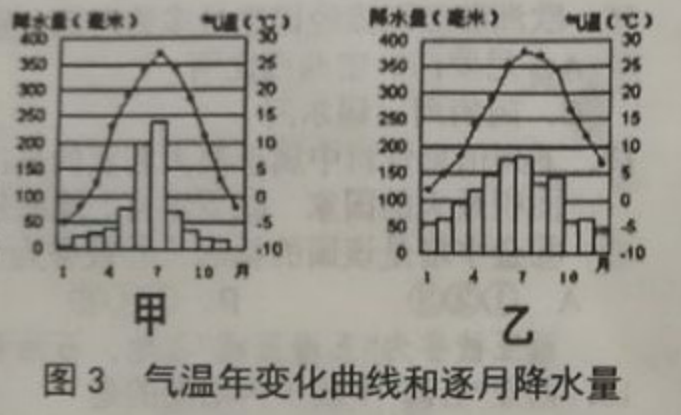 降水量(毫米) 气温(℃) 降水量(毫米) 气温(℃)
400 30 400 30
350 25 350 25
300 20 300 20
250 15 250 15
200 10 200 10
150 5 150 5
100 0 100 0
50 -5 50 -5
0 -10 0 -10
1 4 7 10 月 1 4 7 10 月
甲 乙
图3 气温年变化曲线和逐月降水量